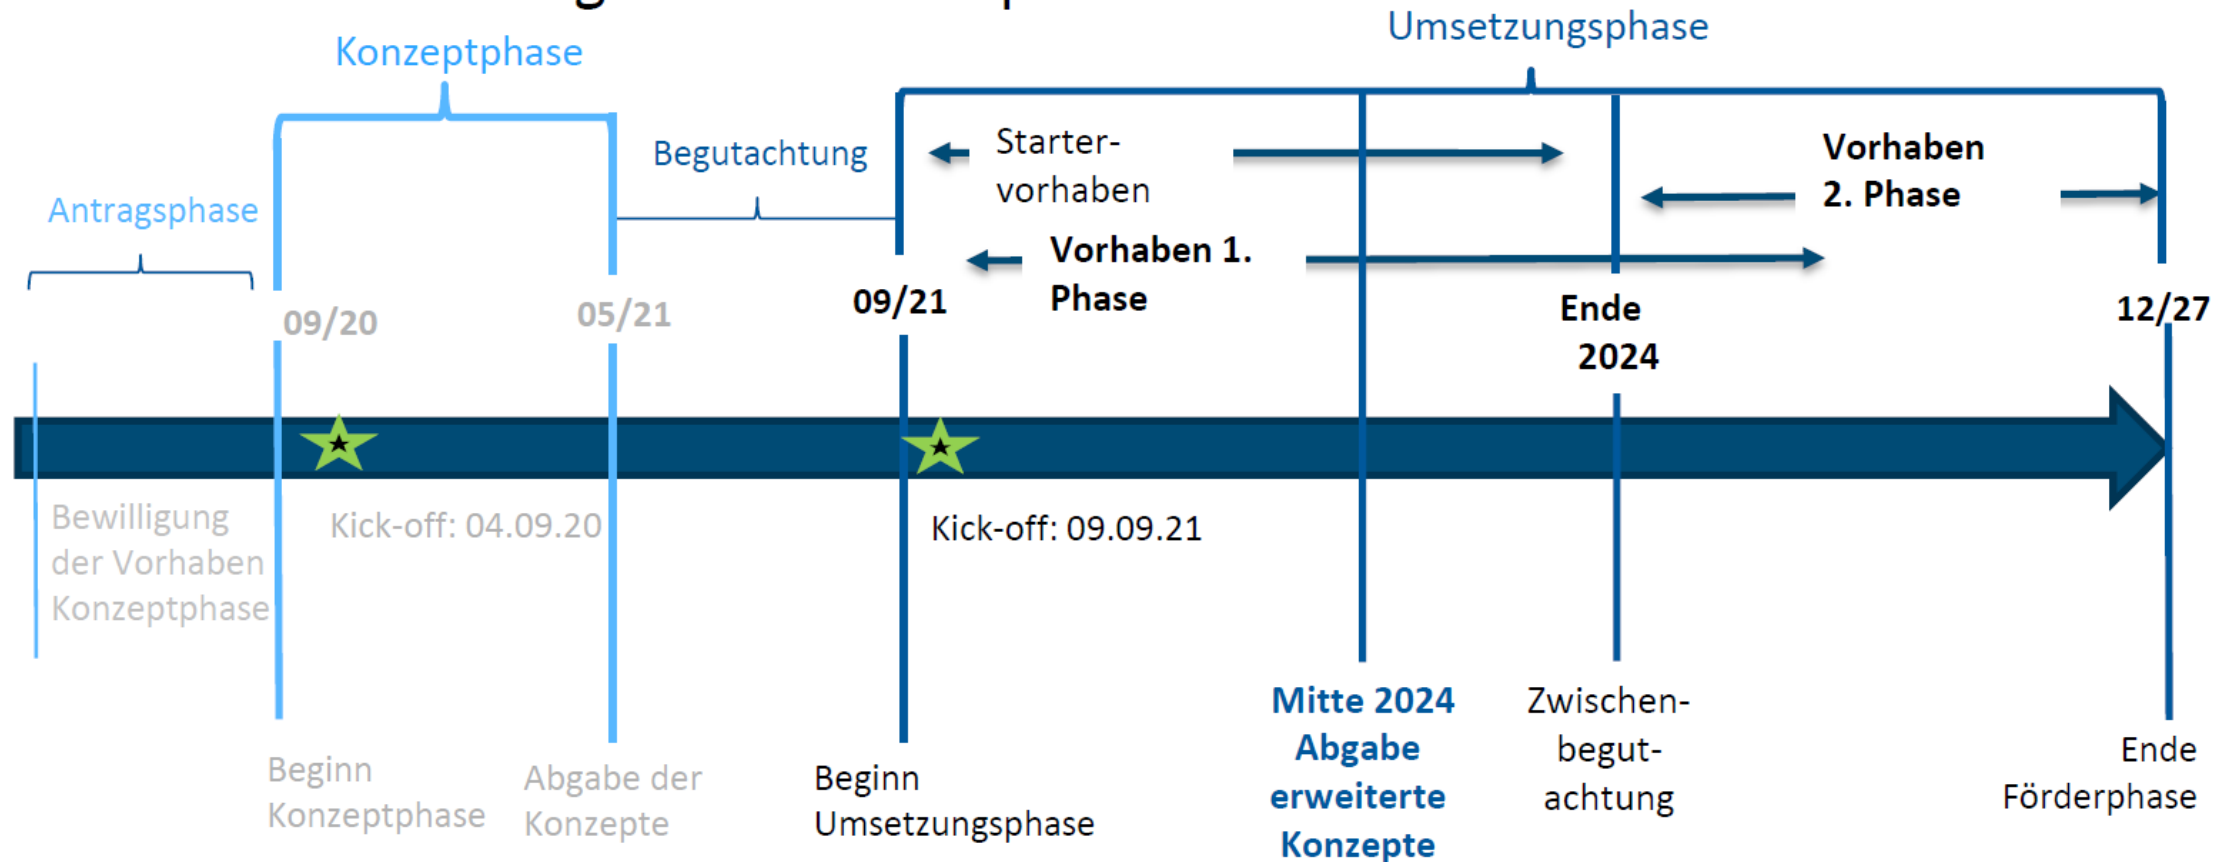 Umsetzungsphase
Konzeptphase
Begutachtung
Antragsphase
Starter-
vorhaben
Vorhaben
2. Phase
Vorhaben 1.
Phase
09/20
05/21
09/21
Ende
2024
12/27
Bewilligung
der Vorhaben
Konzeptphase
Kick-off: 04.09.20
Kick-off: 09.09.21
Beginn
Konzeptphase
Abgabe der
Konzepte
Beginn
Umsetzungsphase
Mitte 2024
Abgabe
erweiterte
Konzepte
Zwischen-
begut-
achtung
Ende
Förderphase